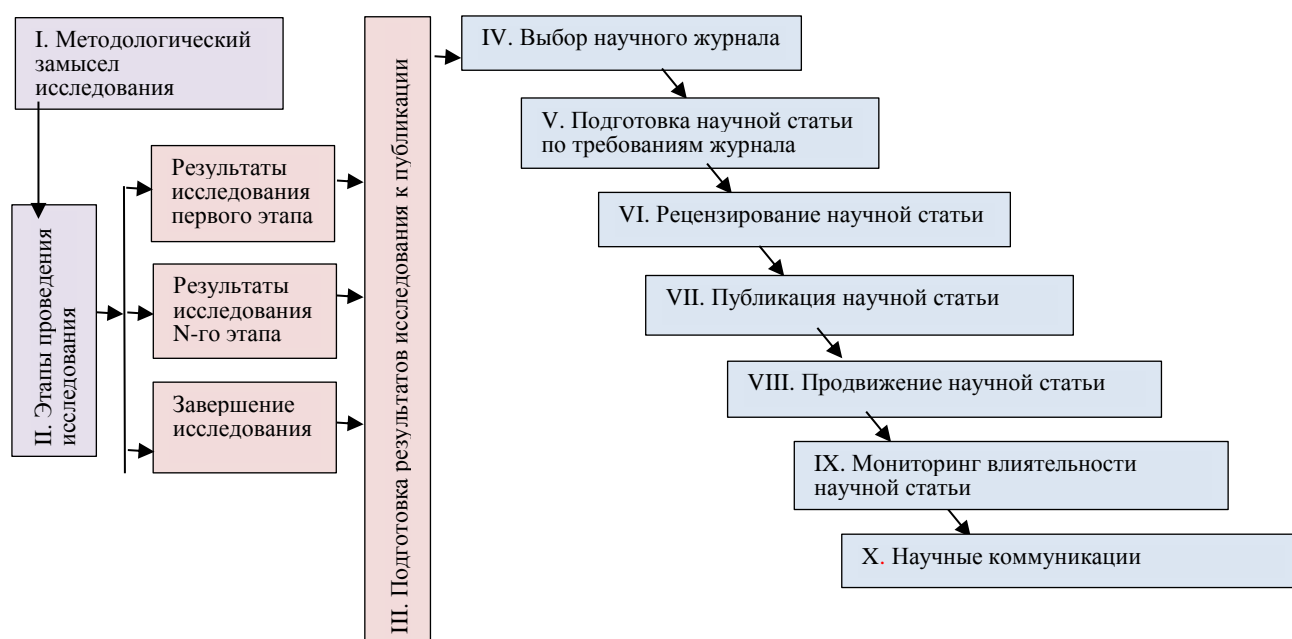 I. Методологический
замысел
исследования
II. Этапы проведения
исследования
Результаты
исследования
первого этапа
Результаты
исследования
N-го этапа
Завершение
исследования
III. Подготовка результатов исследования к публикации
IV. Выбор научного журнала
V. Подготовка научной статьи
по требованиям журнала
VI. Рецензирование научной статьи
VII. Публикация научной статьи
VIII. Продвижение научной статьи
IX. Мониторинг влиятельности
научной статьи
X. Научные коммуникации